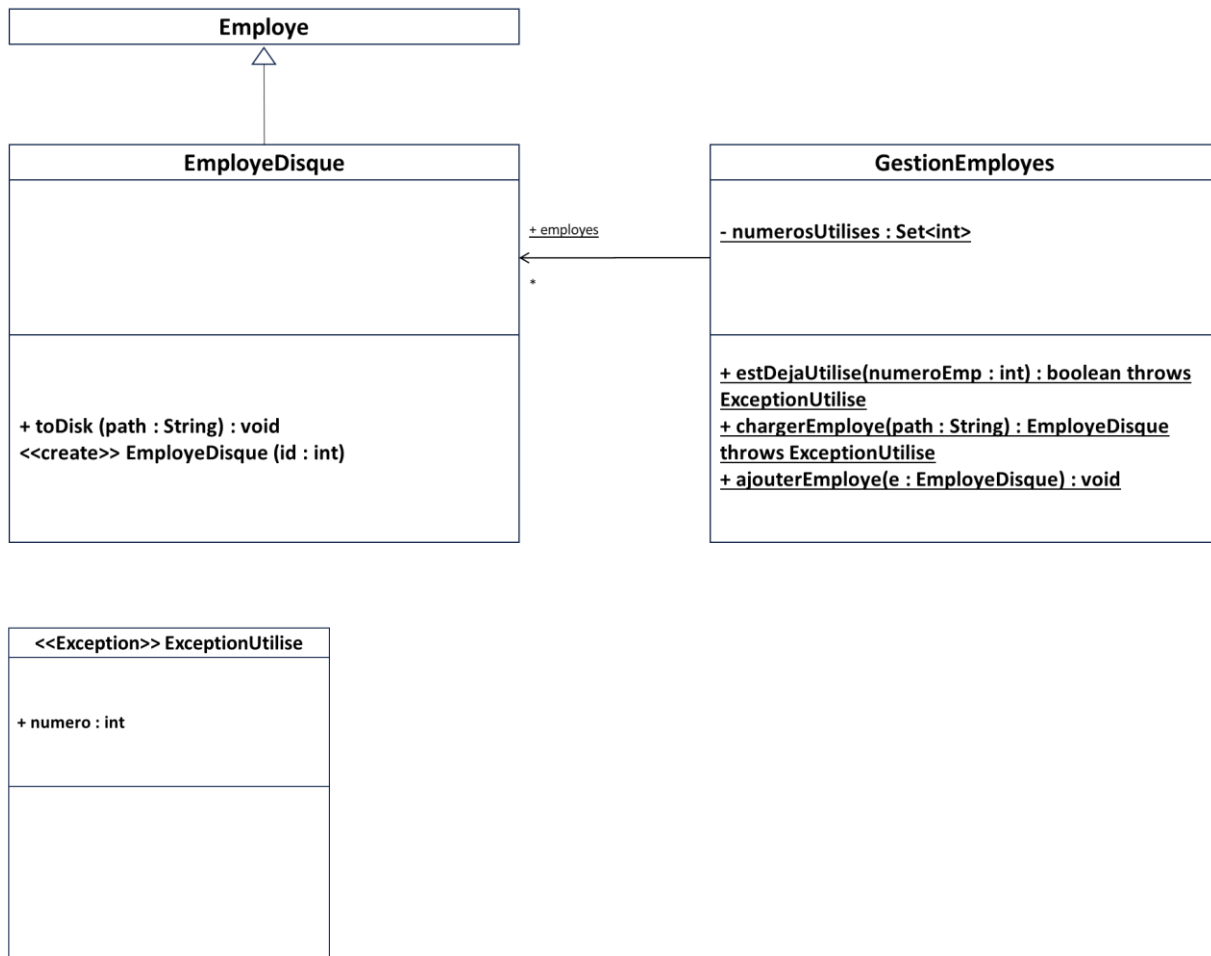 Employe
EmployeDisque
GestionEmployes
+ employes
*
- numerosUtilises : Set<int>
+ toDisk (path : String) : void
<<create>> EmployeDisque (id : int)
+ estDejaUtilise(numeroEmp : int) : boolean throws
ExceptionUtilise
+ chargerEmploye(path : String) : EmployeDisque
throws ExceptionUtilise
+ ajouterEmploye(e : EmployeDisque) : void
<<Exception>> ExceptionUtilise
+ numero : int